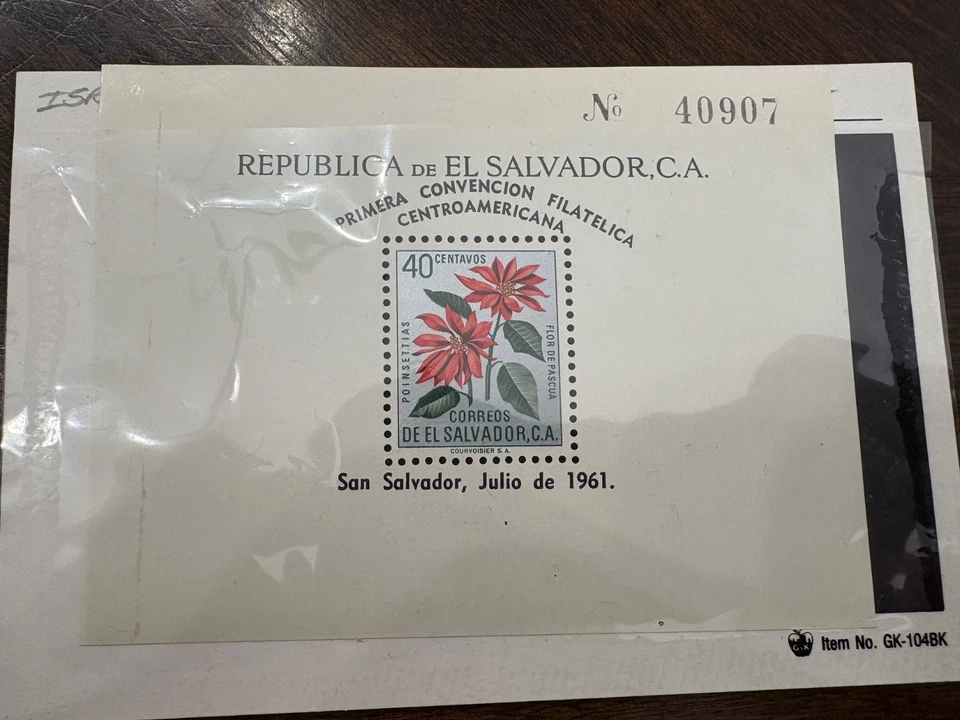 No 40907
REPUBLICA DE EL SALVADOR, C.A.
PRIMERA CONVENCION FILATELICA
CENTROAMERICANA
40 CENTAVOS
POINSETTIAS
FLOR DE PASCUA
CORREOS
DE EL SALVADOR, C.A.
COURVOISIER S.A.
San Salvador, Julio de 1961.
G&K Item No. GK-104BK